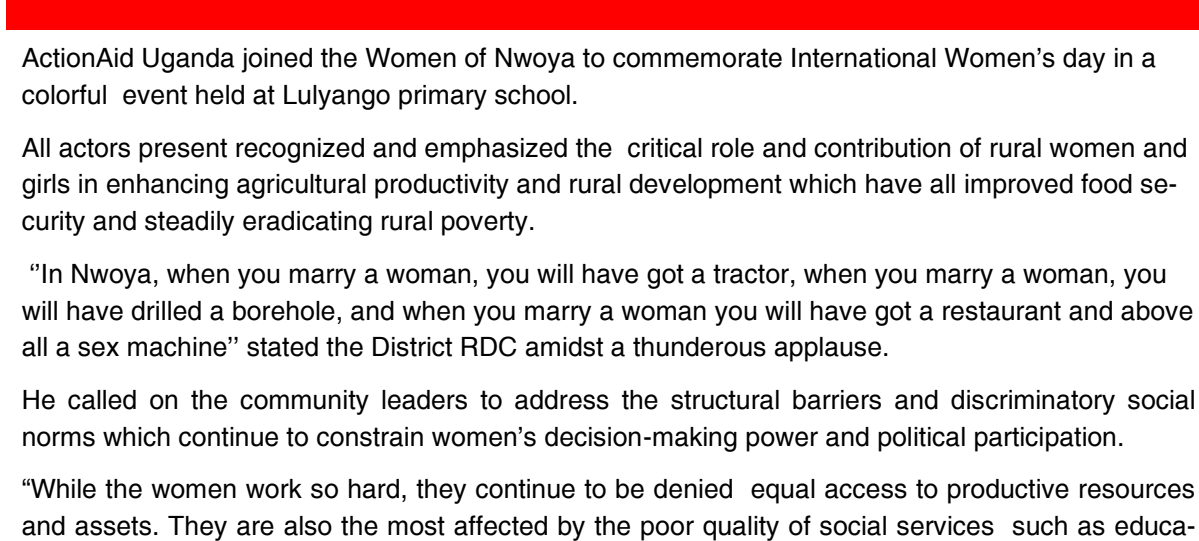 ActionAid Uganda joined the Women of Nwoya to commemorate International Women’s day in a
colorful  event held at Lulyango primary school.
All actors present recognized and emphasized the  critical role and contribution of rural women and
girls in enhancing agricultural productivity and rural development which have all improved food se-
curity and steadily eradicating rural poverty.
‘’In Nwoya, when you marry a woman, you will have got a tractor, when you marry a woman, you
will have drilled a borehole, and when you marry a woman you will have got a restaurant and above
all a sex machine’’ stated the District RDC amidst a thunderous applause.
He called on the community leaders to address the structural barriers and discriminatory social
norms which continue to constrain women’s decision-making power and political participation.
“While the women work so hard, they continue to be denied  equal access to productive resources
and assets. They are also the most affected by the poor quality of social services  such as educa-